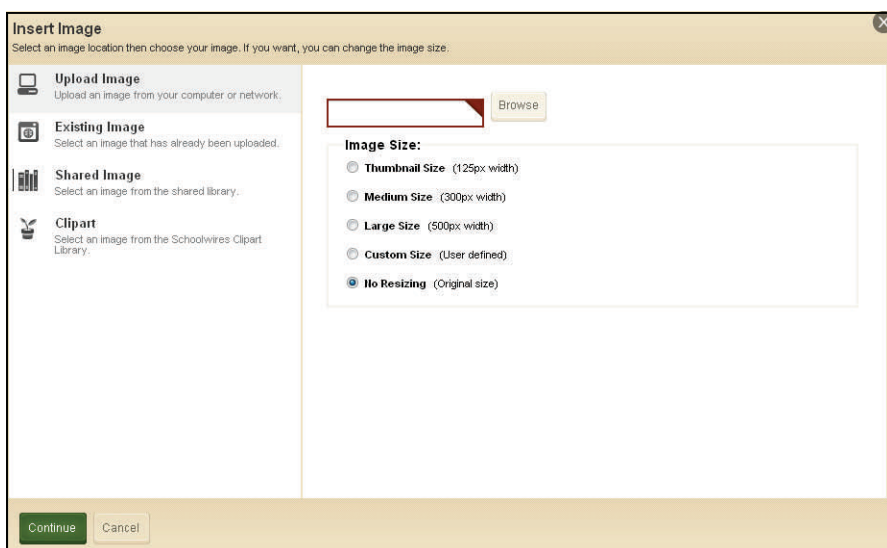 Insert Image
Select an image location then choose your image. If you want, you can change the image size.
Upload Image
Upload an image from your computer or network.
Existing Image
Select an image that has already been uploaded.
Shared Image
Select an image from the shared library.
Clipart
Select an image from the Schoolwires Clipart
Library.
Browse
Image Size:
Thumbnail Size (125px width)
Medium Size (300px width)
Large Size (500px width)
Custom Size (User defined)
No Resizing (Original size)
Continue
Cancel